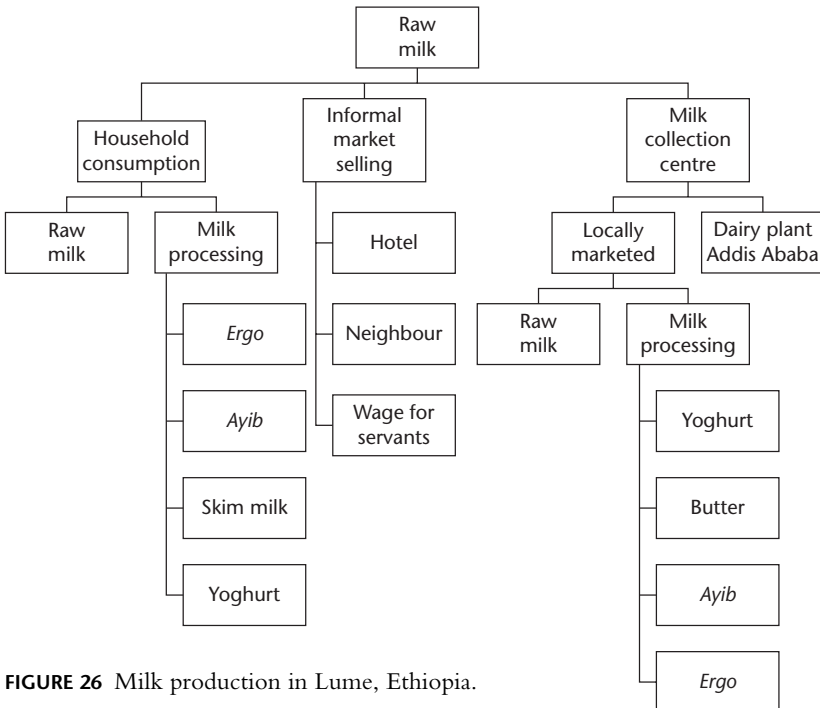 Raw
milk
Household
consumption
Informal
market
selling
Milk
collection
centre
Raw
milk
Milk
processing
Hotel
Locally
marketed
Dairy plant
Addis Ababa
Ergo
Neighbour
Raw
milk
Milk
processing
Ayib
Wage for
servants
Yoghurt
Skim milk
Butter
Yoghurt
Ayib
Ergo
FIGURE 26 Milk production in Lume, Ethiopia.